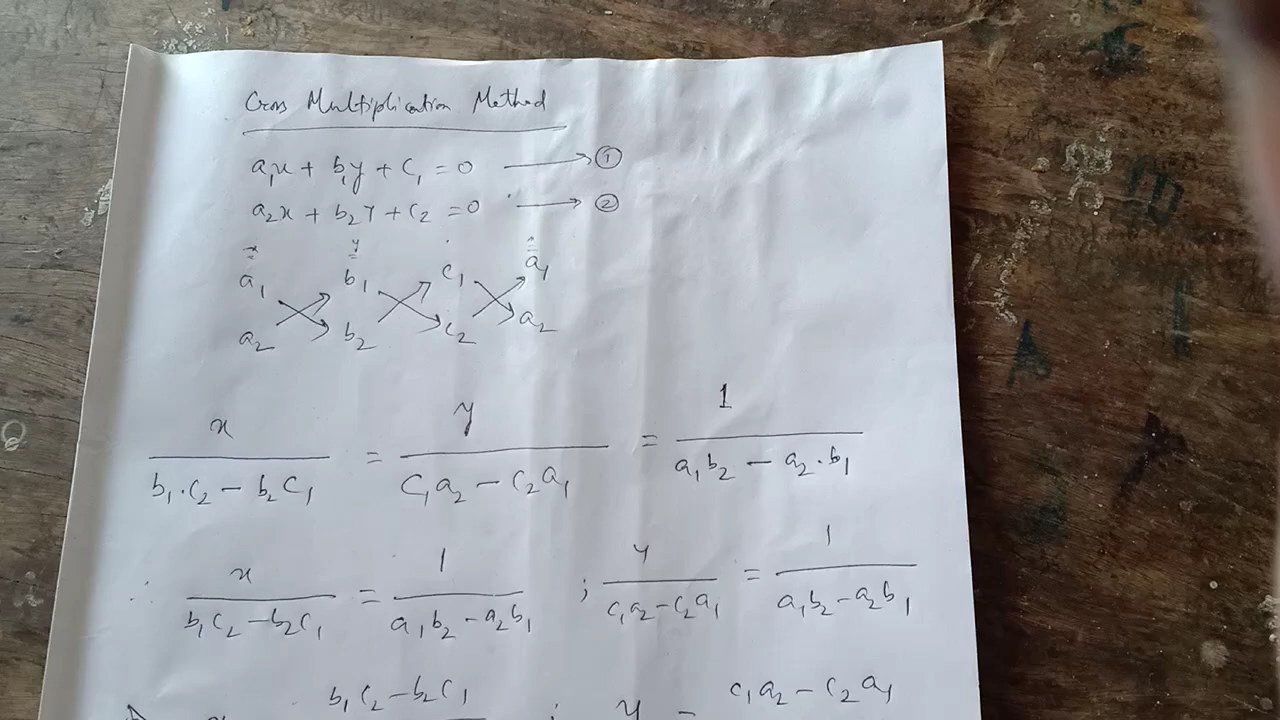 Cross Multiplication Method
a₁x + b₁y + c₁ = 0 ⟶ ①
a₂x + b₂y + c₂ = 0 ⟶ ②
x y
a₁ b₁ c₁ a₁
a₂ b₂ c₂ a₂
x / (b₁·c₂ − b₂c₁) = y / (c₁a₂ − c₂a₁) = 1 / (a₁b₂ − a₂·b₁)
∴ x / (b₁c₂ − b₂c₁) = 1 / (a₁b₂ − a₂b₁) ; y / (c₁a₂ − c₂a₁) = 1 / (a₁b₂ − a₂b₁)
b₁c₂ − b₂c₁ ; y = c₁a₂ − c₂a₁